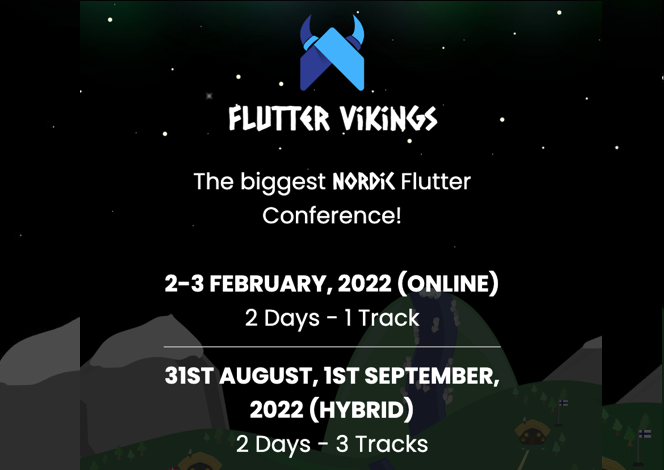 FLUTTER VIKINGS
The biggest NORDIC Flutter
Conference!
2-3 FEBRUARY, 2022 (ONLINE)
2 Days - 1 Track
31ST AUGUST, 1ST SEPTEMBER,
2022 (HYBRID)
2 Days - 3 Tracks